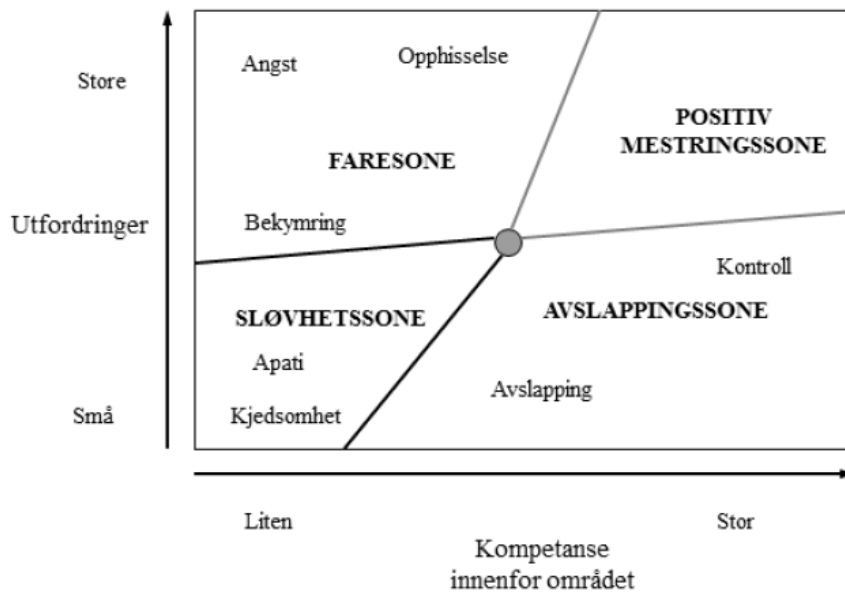 Angst
Opphisselse
Store
POSITIV
MESTRINGSSONE
FARESONE
Utfordringer
Bekymring
Kontroll
SLØVHETSSONE
AVSLAPPINGSSONE
Apati
Avslapping
Små
Kjedsomhet
Liten
Stor
Kompetanse
innenfor området